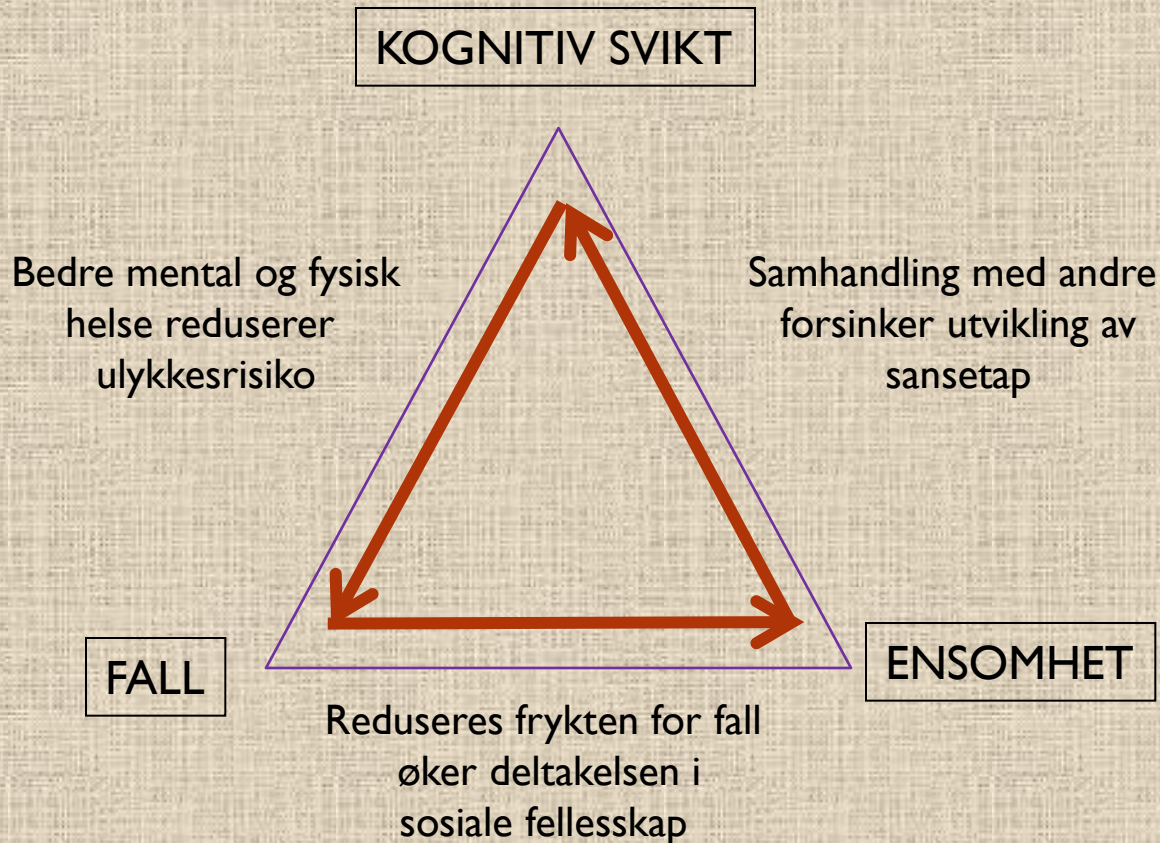 KOGNITIV SVIKT
Bedre mental og fysisk
helse reduserer
ulykkesrisiko
Samhandling med andre
forsinker utvikling av
sansetap
FALL
ENSOMHET
Reduseres frykten for fall
øker deltakelsen i
sosiale fellesskap